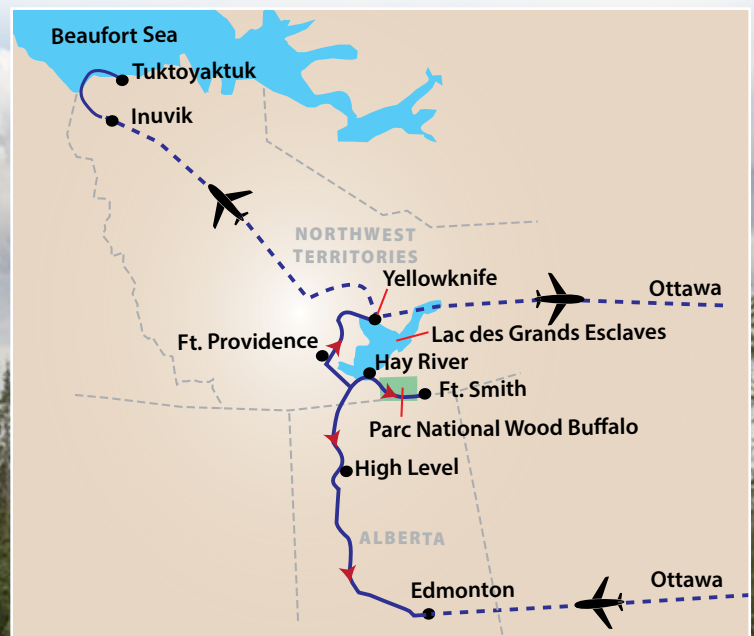 Beaufort Sea
Tuktoyaktuk
Inuvik
NORTHWEST
TERRITORIES
Yellowknife
Ottawa
Lac des Grands Esclaves
Ft. Providence
Hay River
Ft. Smith
Parc National Wood Buffalo
High Level
ALBERTA
Edmonton
Ottawa